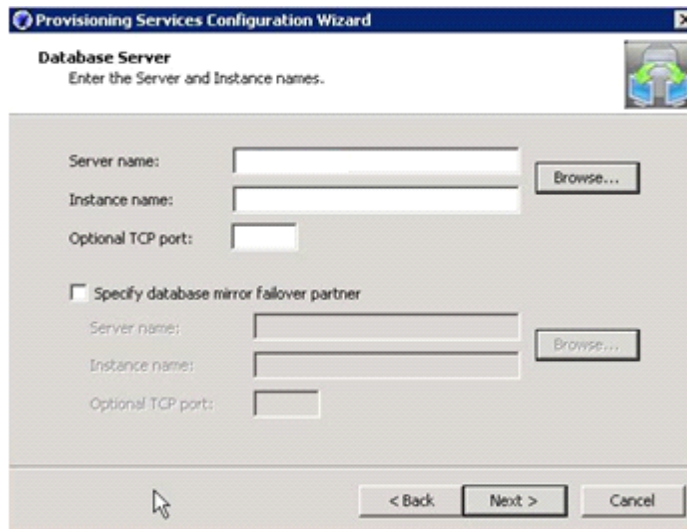 Provisioning Services Configuration Wizard
Database Server
Enter the Server and Instance names.
Server name:
Browse...
Instance name:
Optional TCP port:
Specify database mirror failover partner
Server name:
Browse...
Instance name:
Optional TCP port:
< Back Next > Cancel